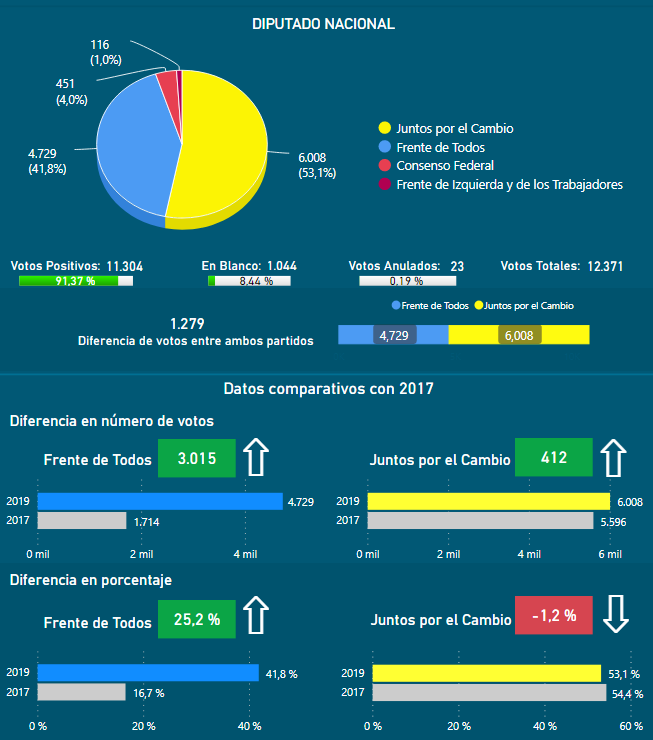 DIPUTADO NACIONAL
116
(1,0%)
451
(4,0%)
4.729
(41,8%)
6.008
(53,1%)
Juntos por el Cambio
Frente de Todos
Consenso Federal
Frente de Izquierda y de los Trabajadores
Votos Positivos: 11.304
91,37 %
En Blanco: 1.044
8,44 %
Votos Anulados: 23
0,19 %
Votos Totales: 12.371
Frente de Todos Juntos por el Cambio
1.279
Diferencia de votos entre ambos partidos
4,729 6,008
Datos comparativos con 2017
Diferencia en número de votos
Frente de Todos 3.015
Juntos por el Cambio 412
2019 4.729
2017 1.714
0 mil 2 mil 4 mil
2019 6.008
2017 5.596
0 mil 2 mil 4 mil 6 mil
Diferencia en porcentaje
Frente de Todos 25,2 %
Juntos por el Cambio -1,2 %
2019 41,8 %
2017 16,7 %
0 % 20 % 40 %
2019 53,1 %
2017 54,4 %
0 % 20 % 40 % 60 %